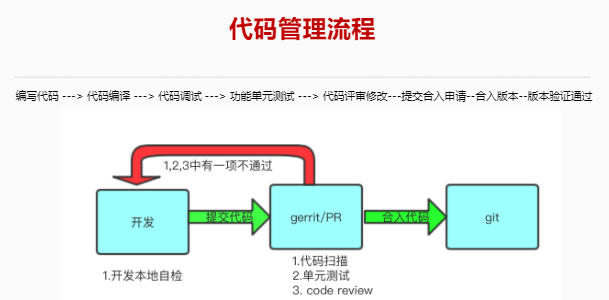 代码管理流程
编写代码 ---> 代码编译 ---> 代码调试 ---> 功能单元测试 ---> 代码评审修改---提交合入申请--合入版本--版本验证通过
1,2,3中有一项不通过
开发
提交代码
gerrit/PR
合入代码
git
1.开发本地自检
1.代码扫描
2.单元测试
3. code review